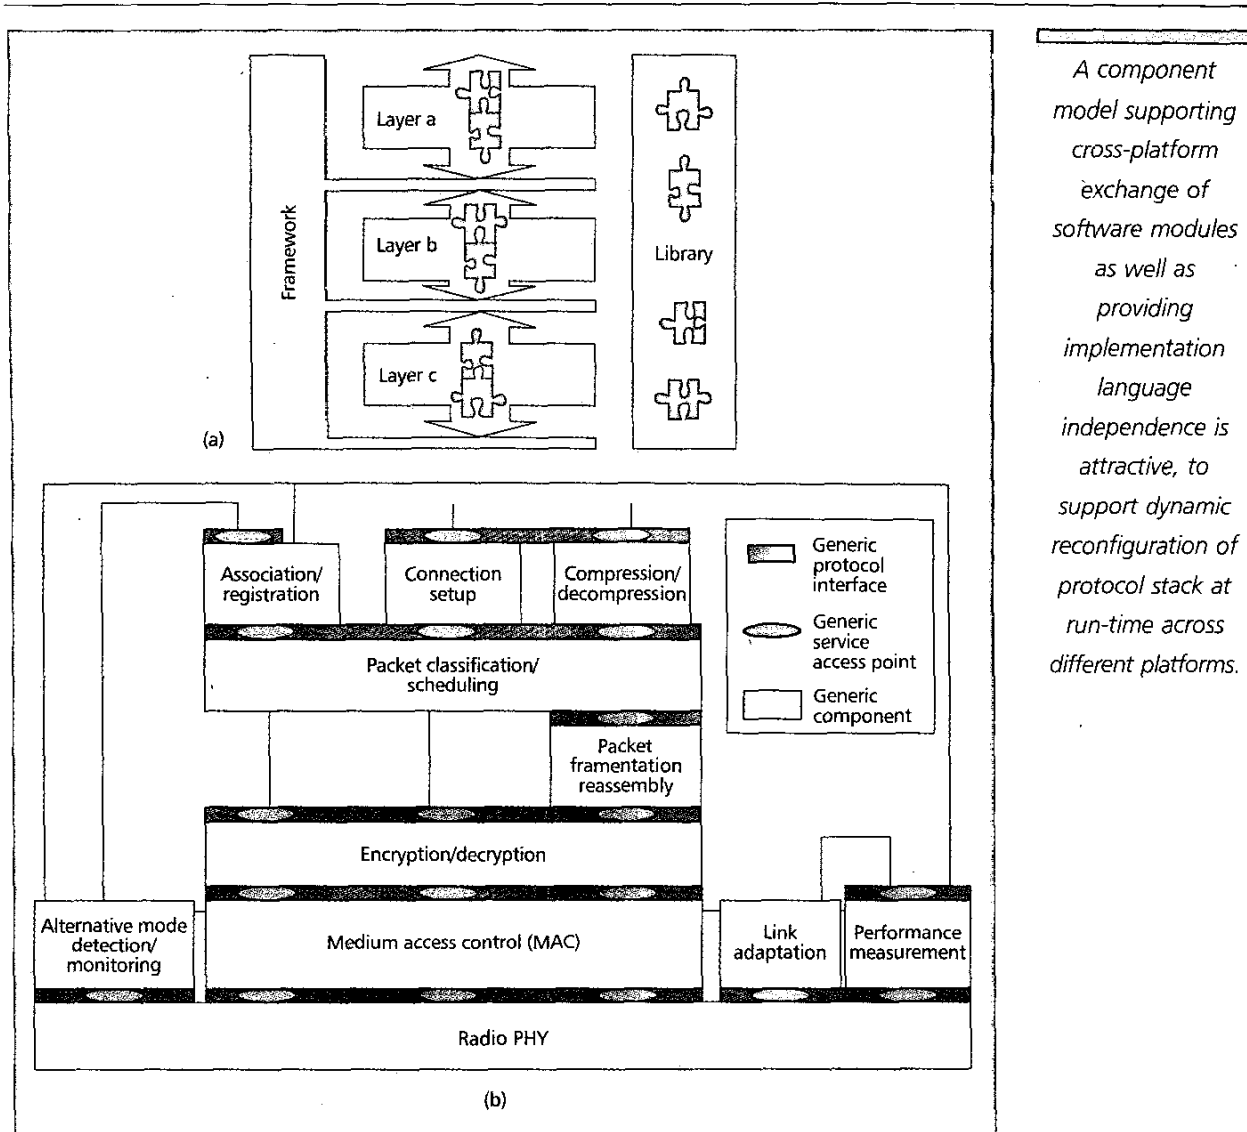 Framework
Layer a
Layer b
Layer c
Library
(a)
Association/
registration
Connection
setup
Compression/
decompression
Generic
protocol
interface
Generic
service
access point
Generic
component
Packet classification/
scheduling
Packet
framentation
reassembly
Encryption/decryption
Alternative mode
detection/
monitoring
Medium access control (MAC)
Link
adaptation
Performance
measurement
Radio PHY
(b)
A component
model supporting
cross-platform
exchange of
software modules
as well as
providing
implementation
language
independence is
attractive, to
support dynamic
reconfiguration of
protocol stack at
run-time across
different platforms.